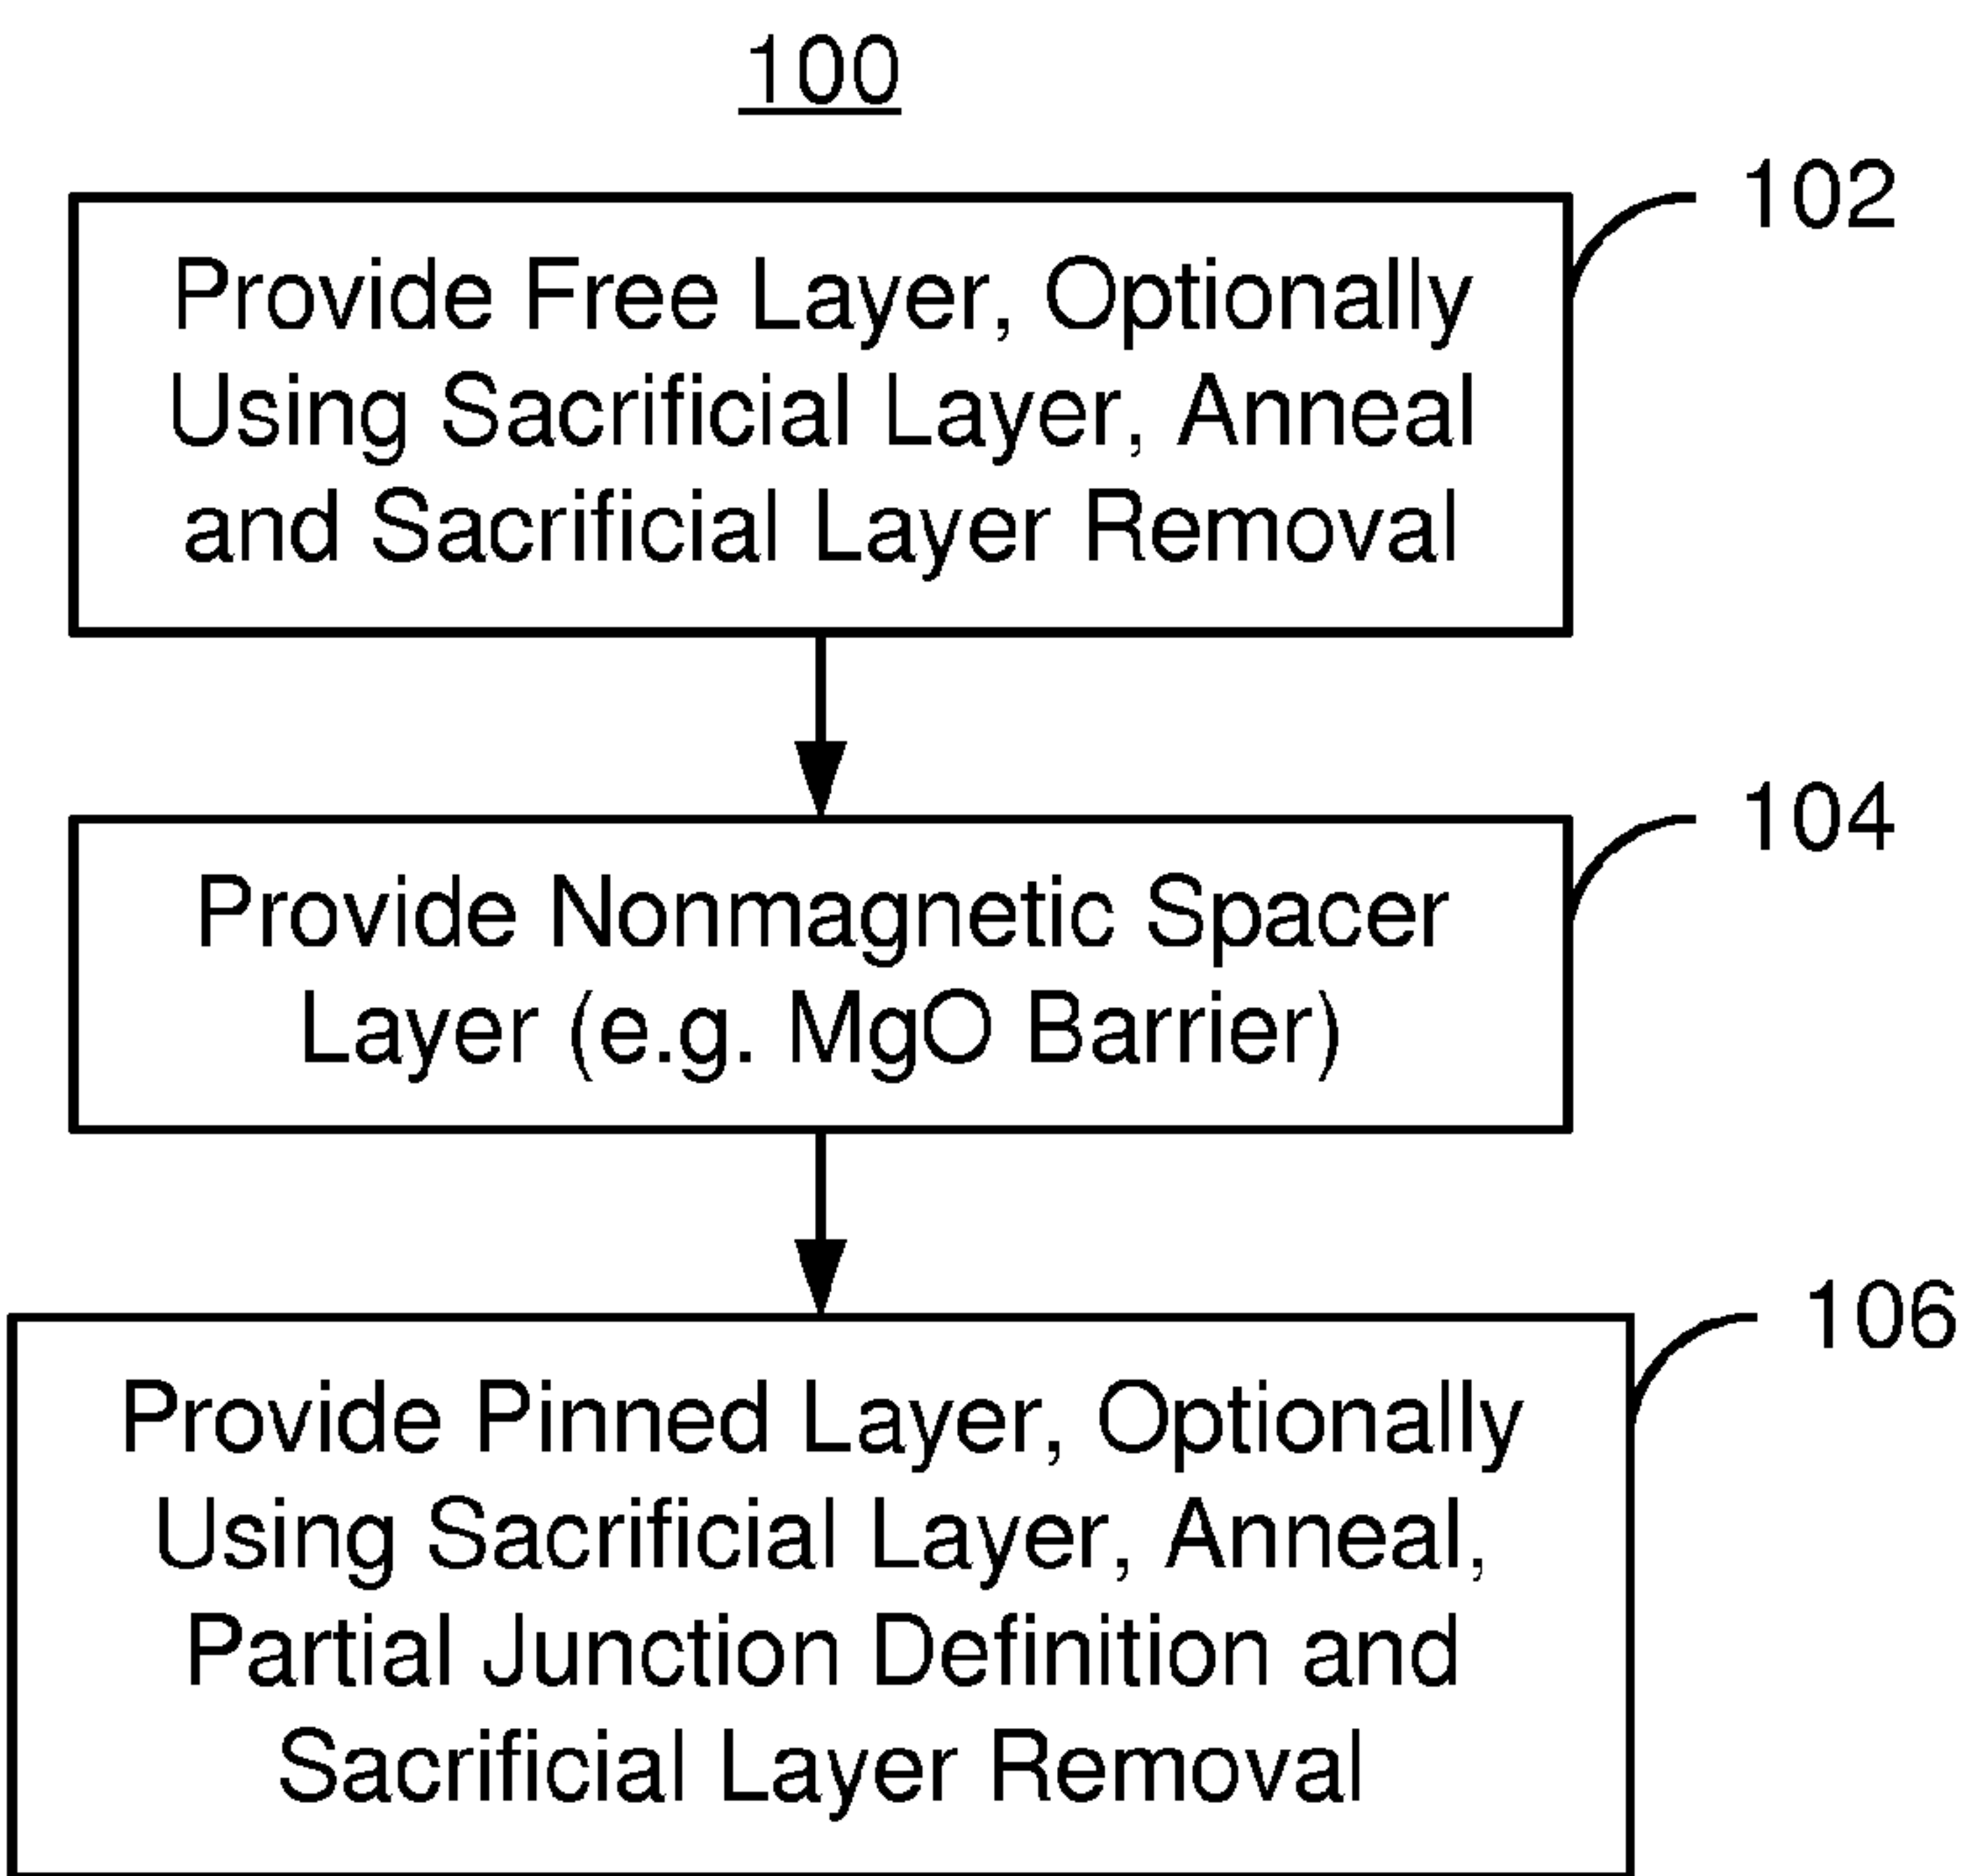 100
102
Provide Free Layer, Optionally
Using Sacrificial Layer, Anneal
and Sacrificial Layer Removal
104
Provide Nonmagnetic Spacer
Layer (e.g. MgO Barrier)
106
Provide Pinned Layer, Optionally
Using Sacrificial Layer, Anneal,
Partial Junction Definition and
Sacrificial Layer Removal